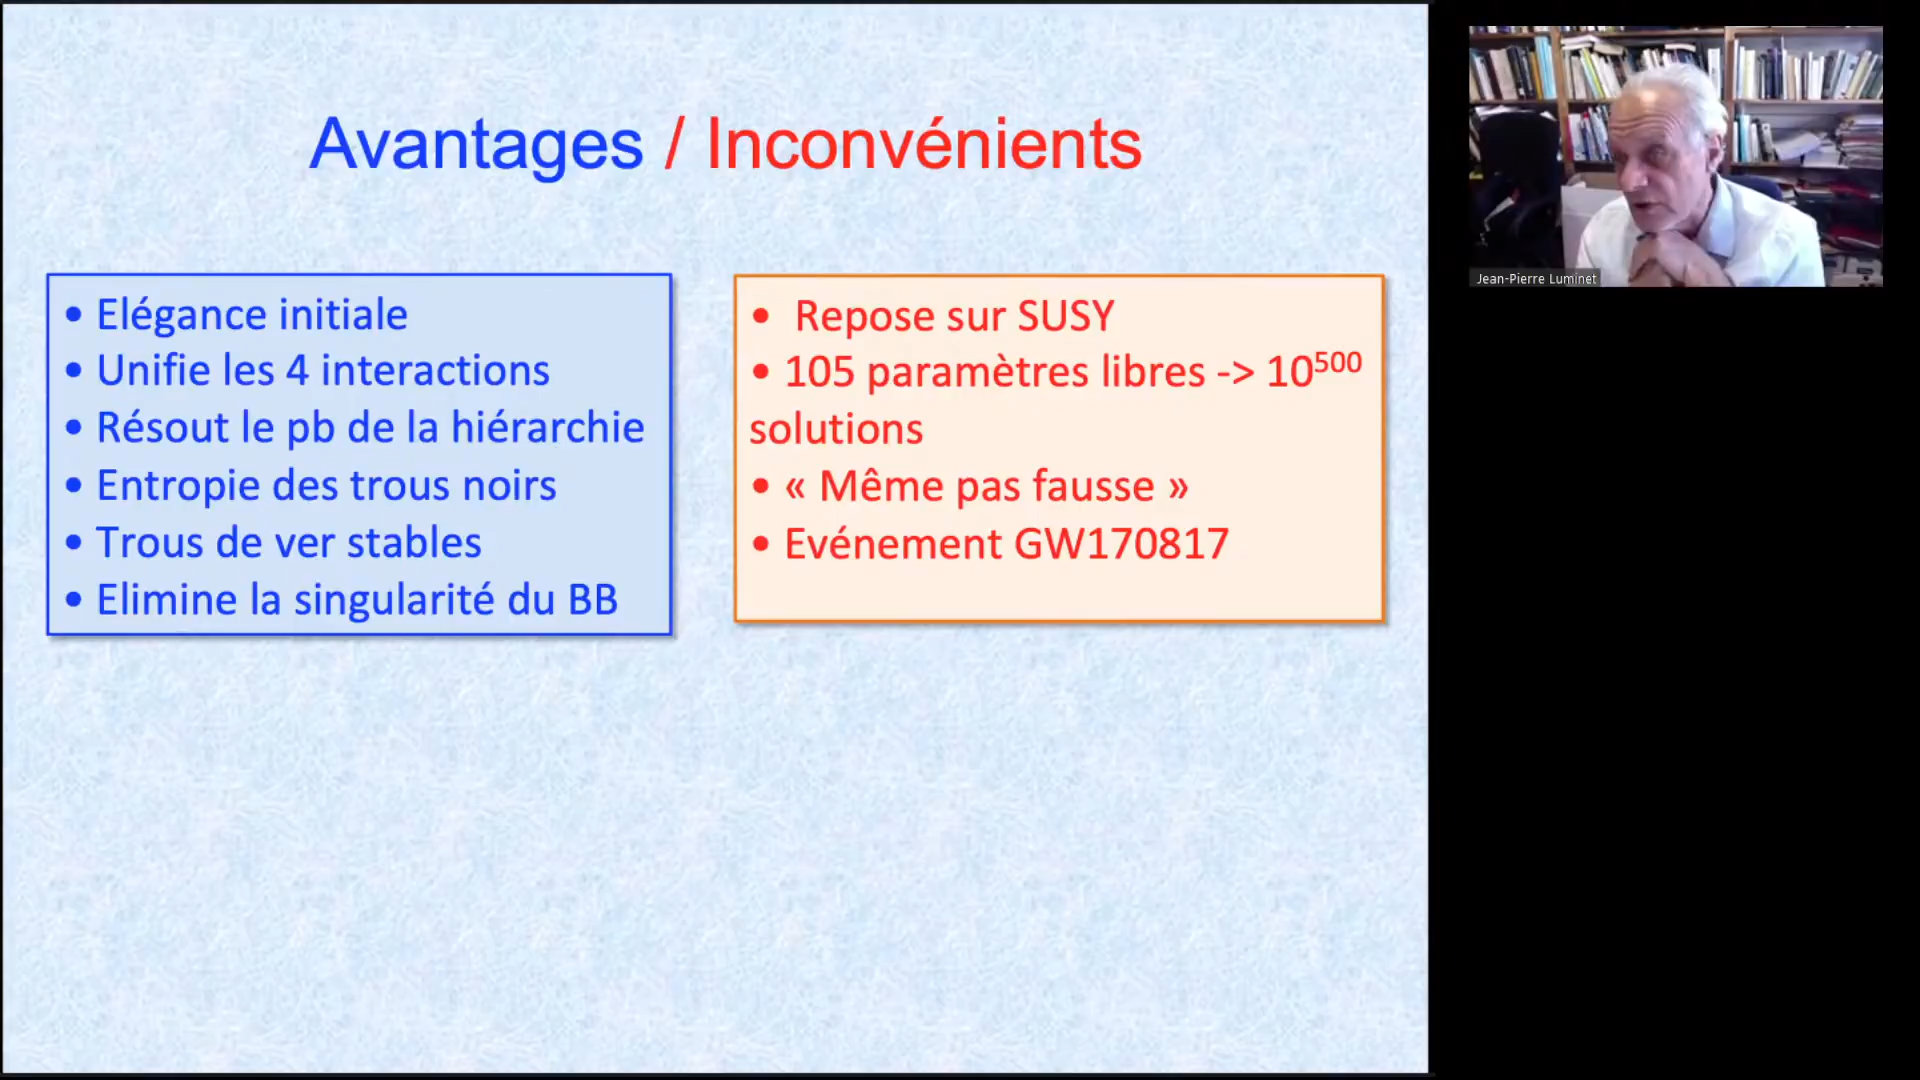 Avantages / Inconvénients
• Elégance initiale
• Unifie les 4 interactions
• Résout le pb de la hiérarchie
• Entropie des trous noirs
• Trous de ver stables
• Elimine la singularité du BB
• Repose sur SUSY
• 105 paramètres libres -> 10⁵⁰⁰
solutions
• « Même pas fausse »
• Evénement GW170817
Jean-Pierre Luminet